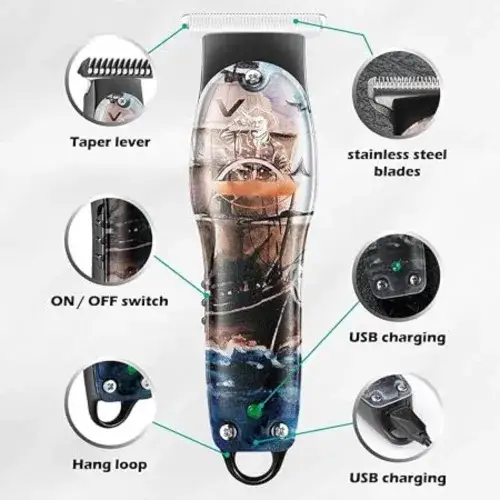 Taper lever
stainless steel
blades
ON / OFF switch
USB charging
Hang loop
USB charging